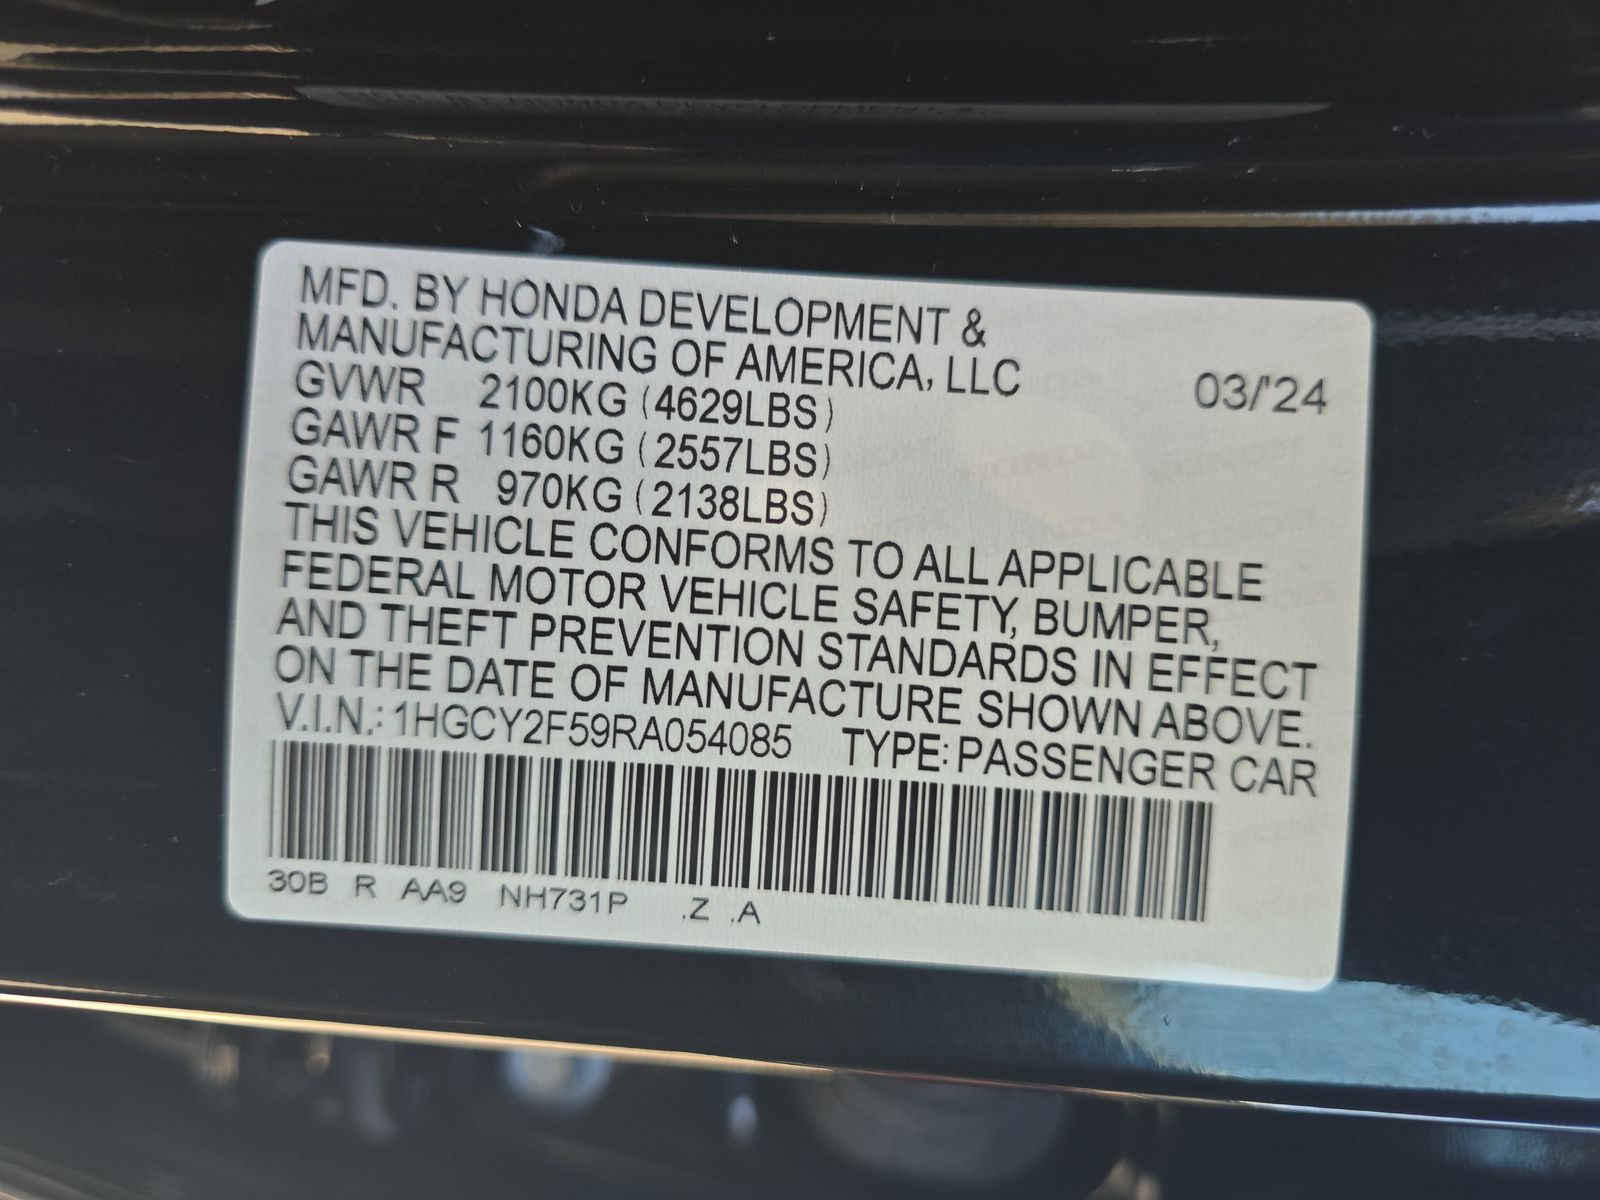 MFD. BY HONDA DEVELOPMENT &
MANUFACTURING OF AMERICA, LLC
03/'24
GVWR 2100KG (4629LBS)
GAWR F 1160KG (2557LBS)
GAWR R 970KG (2138LBS)
THIS VEHICLE CONFORMS TO ALL APPLICABLE
FEDERAL MOTOR VEHICLE SAFETY, BUMPER,
AND THEFT PREVENTION STANDARDS IN EFFECT
ON THE DATE OF MANUFACTURE SHOWN ABOVE.
V.I.N.: 1HGCY2F59RA054085 TYPE: PASSENGER CAR
30B R AA9 NH731P .Z .A